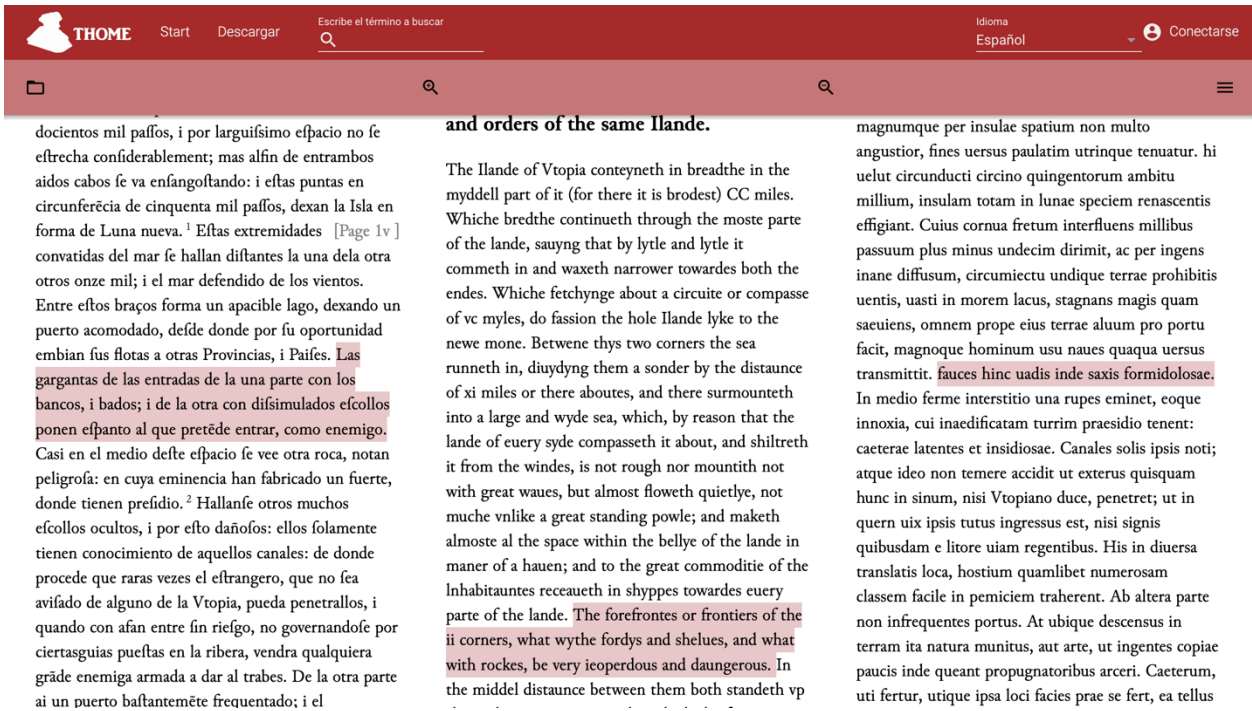 THOME
Start
Descargar
Escribe el término a buscar
Idioma
Español
Conectarse
docientos mil paſſos, i por larguiſsimo eſpacio no ſe
eſtrecha conſiderablement; mas alfin de entrambos
aidos cabos ſe va enſangoſtando: i eſtas puntas en
circunferẽcia de cinquenta mil paſſos, dexan la Isla en
forma de Luna nueva. 1 Eſtas extremidades [Page 1v ]
convatidas del mar ſe hallan diſtantes la una dela otra
otros onze mil; i el mar defendido de los vientos.
Entre eſtos braços forma un apacible lago, dexando un
puerto acomodado, deſde donde por ſu oportunidad
embian ſus flotas a otras Provincias, i Paiſes. Las
gargantas de las entradas de la una parte con los
bancos, i bados; i de la otra con diſsimulados eſcollos
ponen eſpanto al que pretẽde entrar, como enemigo.
Casi en el medio deſte eſpacio ſe vee otra roca, notan
peligroſa: en cuya eminencia han fabricado un fuerte,
donde tienen preſidio. 2 Hallanſe otros muchos
eſcollos ocultos, i por eſto dañoſos: ellos ſolamente
tienen conocimiento de aquellos canales: de donde
procede que raras vezes el eſtrangero, que no ſea
aviſado de alguno de la Vtopia, pueda penetrallos, i
quando con afan entre ſin rieſgo, no governandoſe por
ciertasguias pueſtas en la ribera, vendra qualquiera
grãde enemiga armada a dar al trabes. De la otra parte
ai un puerto baſtantemẽte frequentado; i el
and orders of the same Ilande.
The Ilande of Vtopia conteyneth in breadthe in the
myddell part of it (for there it is brodest) CC miles.
Whiche bredthe continueth through the moste parte
of the lande, sauyng that by lytle and lytle it
commeth in and waxeth narrower towardes both the
endes. Whiche fetchynge about a circuite or compasse
of vc myles, do fassion the hole Ilande lyke to the
newe mone. Betwene thys two corners the sea
runneth in, diuydyng them a sonder by the distaunce
of xi miles or there aboutes, and there surmounteth
into a large and wyde sea, which, by reason that the
lande of euery syde compasseth it about, and shiltreth
it from the windes, is not rough nor mountith not
with great waues, but almost floweth quietlye, not
muche vnlike a great standing powle; and maketh
almoste al the space within the bellye of the lande in
maner of a hauen; and to the great commoditie of the
lnhabitauntes receaueth in shyppes towardes euery
parte of the lande. The forefrontes or frontiers of the
ii corners, what wythe fordys and shelues, and what
with rockes, be very ieoperdous and daungerous. In
the middel distaunce between them both standeth vp
magnumque per insulae spatium non multo
angustior, fines uersus paulatim utrinque tenuatur. hi
uelut circunducti circino quingentorum ambitu
millium, insulam totam in lunae speciem renascentis
effigiant. Cuius cornua fretum interfluens millibus
passuum plus minus undecim dirimit, ac per ingens
inane diffusum, circumiectu undique terrae prohibitis
uentis, uasti in morem lacus, stagnans magis quam
saeuiens, omnem prope eius terrae aluum pro portu
facit, magnoque hominum usu naues quaqua uersus
transmittit. fauces hinc uadis inde saxis formidolosae.
In medio ferme interstitio una rupes eminet, eoque
innoxia, cui inaedificatam turrim praesidio tenent:
caeterae latentes et insidiosae. Canales solis ipsis noti;
atque ideo non temere accidit ut exterus quisquam
hunc in sinum, nisi Vtopiano duce, penetret; ut in
quern uix ipsis tutus ingressus est, nisi signis
quibusdam e litore uiam regentibus. His in diuersa
translatis loca, hostium quamlibet numerosam
classem facile in pemiciem traherent. Ab altera parte
non infrequentes portus. At ubique descensus in
terram ita natura munitus, aut arte, ut ingentes copiae
paucis inde queant propugnatoribus arceri. Caeterum,
uti fertur, utique ipsa loci facies prae se fert, ea tellus